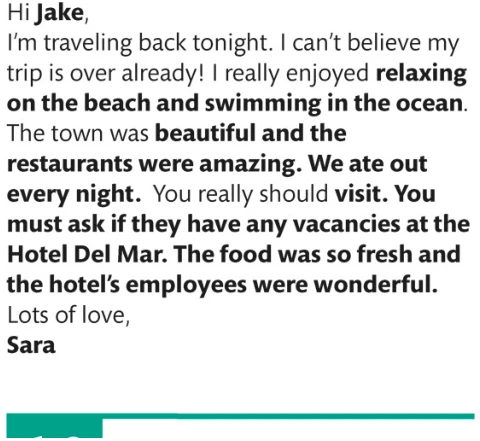 Hi Jake,
I'm traveling back tonight. I can't believe my
trip is over already! I really enjoyed relaxing
on the beach and swimming in the ocean.
The town was beautiful and the
restaurants were amazing. We ate out
every night. You really should visit. You
must ask if they have any vacancies at the
Hotel Del Mar. The food was so fresh and
the hotel's employees were wonderful.
Lots of love,
Sara